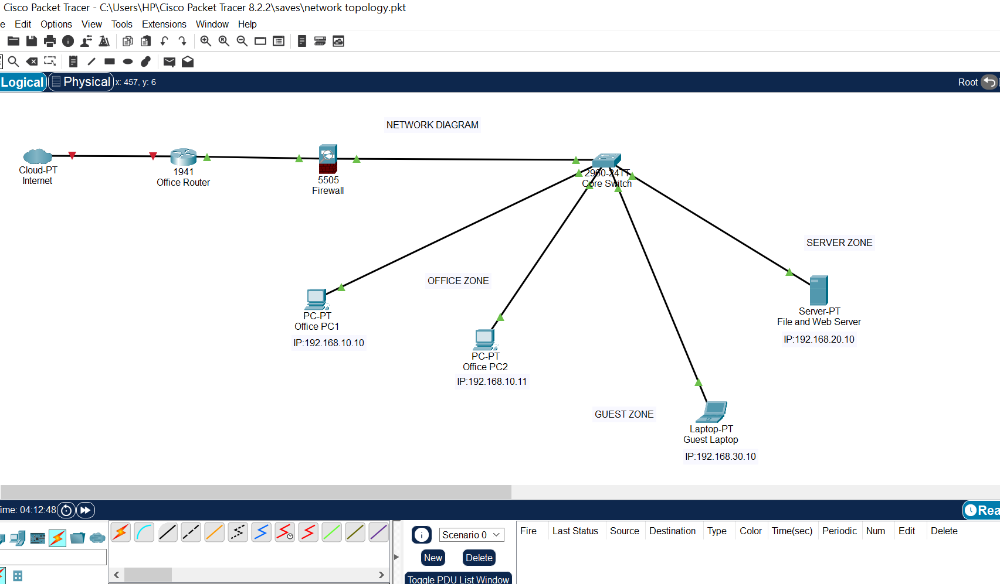 Cisco Packet Tracer - C:\Users\HP\Cisco Packet Tracer 8.2.2\saves\network topology.pkt
e Edit Options View Tools Extensions Window Help
Logical Physical x: 457, y: 6 Root
NETWORK DIAGRAM
Cloud-PT
Internet
1941
Office Router
5505
Firewall
2960-24TT
Core Switch
SERVER ZONE
OFFICE ZONE
Server-PT
File and Web Server
IP:192.168.20.10
PC-PT
Office PC1
IP:192.168.10.10
PC-PT
Office PC2
IP:192.168.10.11
GUEST ZONE
Laptop-PT
Guest Laptop
IP:192.168.30.10
ime: 04:12:48 Rea
Scenario 0
New Delete
Toggle PDU List Window
Fire Last Status Source Destination Type Color Time(sec) Periodic Num Edit Delete